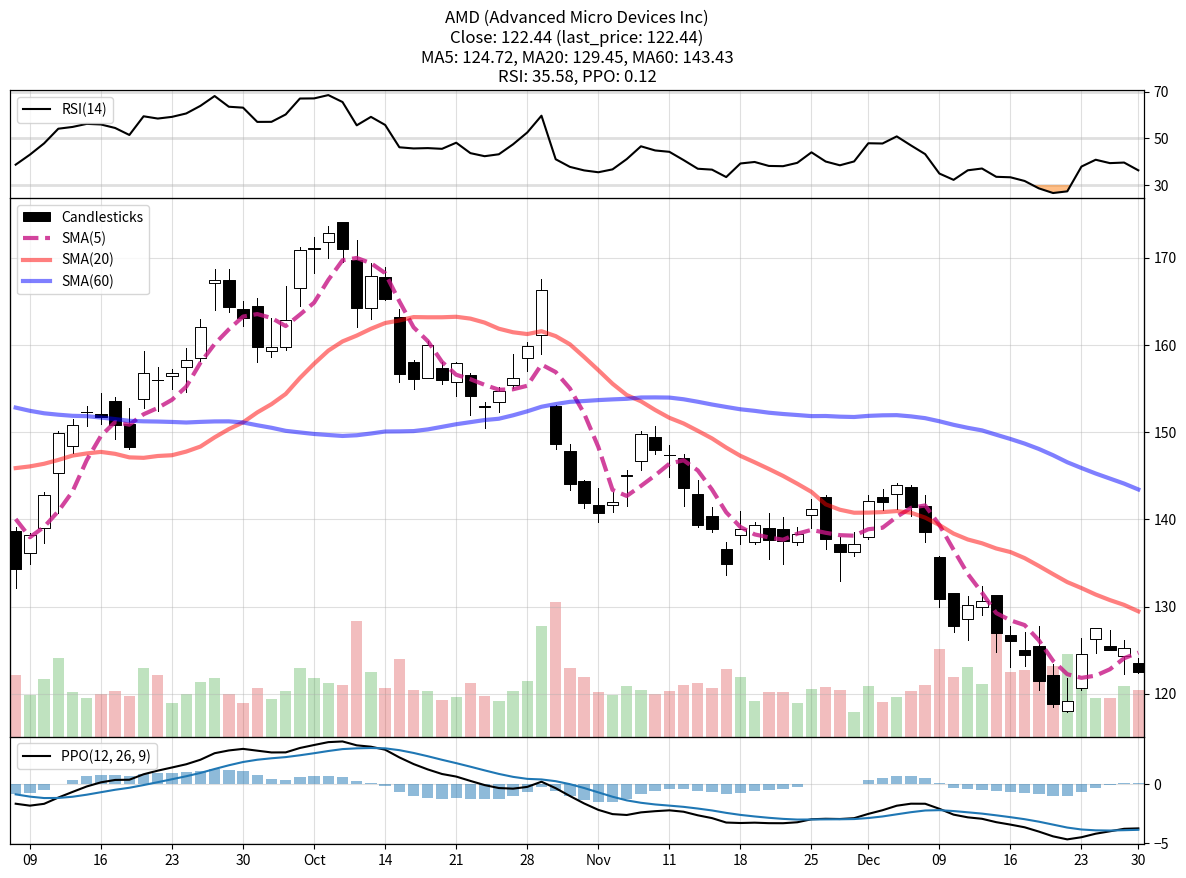 AMD (Advanced Micro Devices Inc)
Close: 122.44 (last_price: 122.44)
MA5: 124.72, MA20: 129.45, MA60: 143.43
RSI: 35.58, PPO: 0.12
RSI(14)
70
50
30
Candlesticks
SMA(5)
SMA(20)
SMA(60)
170
160
150
140
130
120
PPO(12, 26, 9)
0
−5
09 16 23 30 Oct 14 21 28 Nov 11 18 25 Dec 09 16 23 30